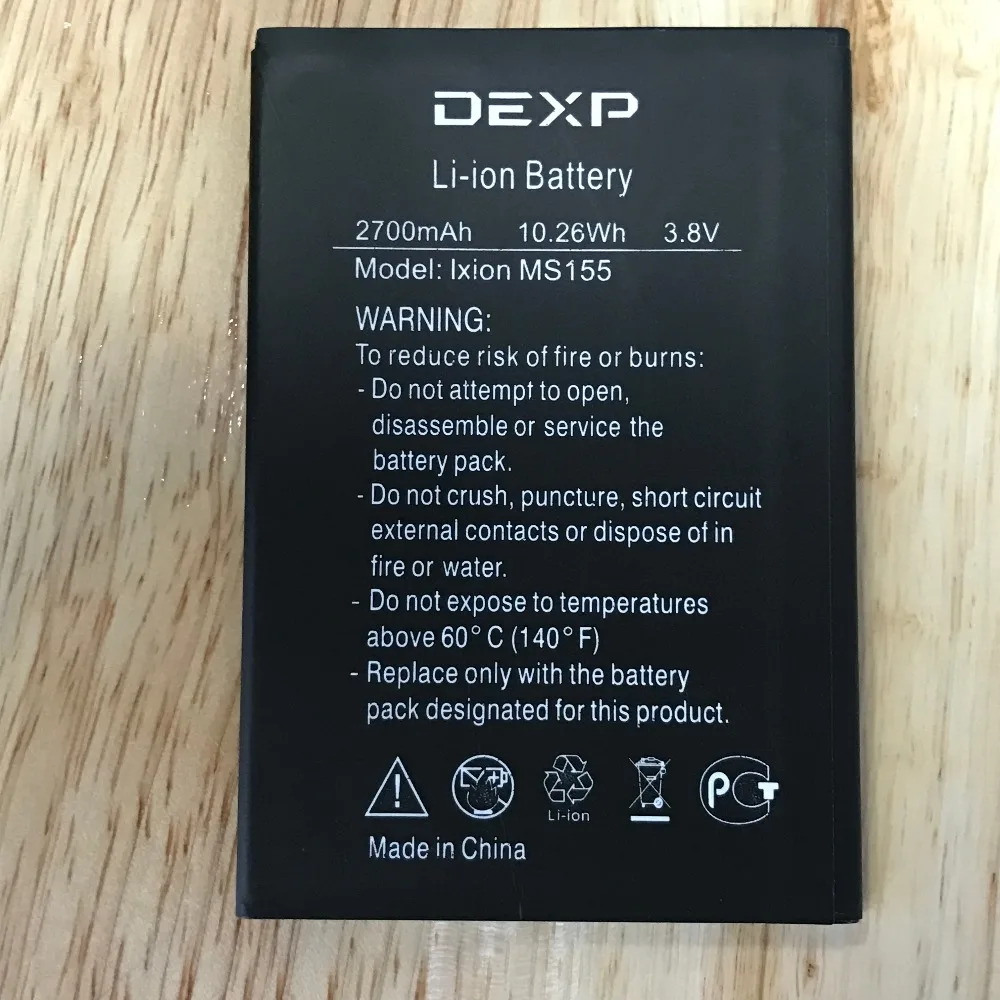 DEXP
Li-ion Battery
2700mAh 10.26Wh 3.8V
Model: Ixion MS155
WARNING:
To reduce risk of fire or burns:
- Do not attempt to open,
disassemble or service the
battery pack.
- Do not crush, puncture, short circuit
external contacts or dispose of in
fire or water.
- Do not expose to temperatures
above 60°C (140°F)
- Replace only with the battery
pack designated for this product.
Li-ion
РСТ
Made in China